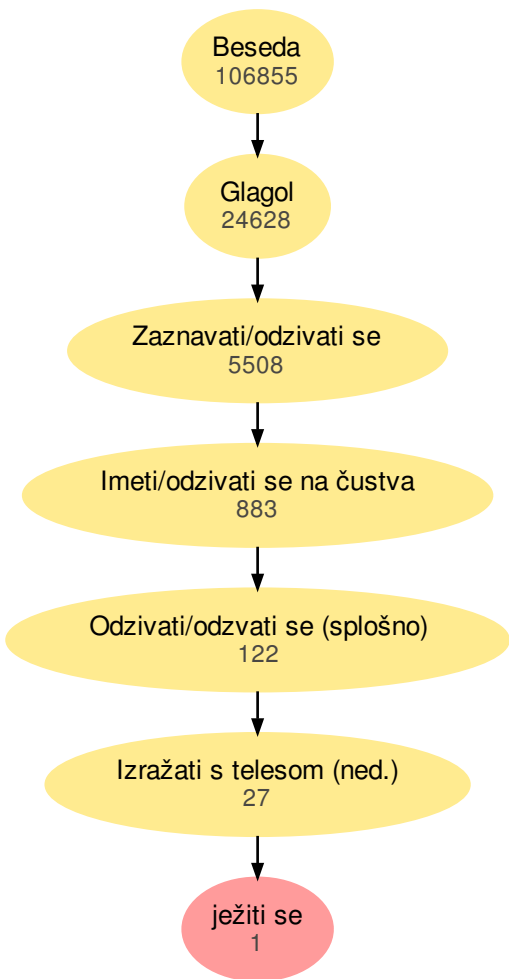 Beseda
106855
Glagol
24628
Zaznavati/odzivati se
5508
Imeti/odzivati se na čustva
883
Odzivati/odzvati se (splošno)
122
Izražati s telesom (ned.)
27
ježiti se
1